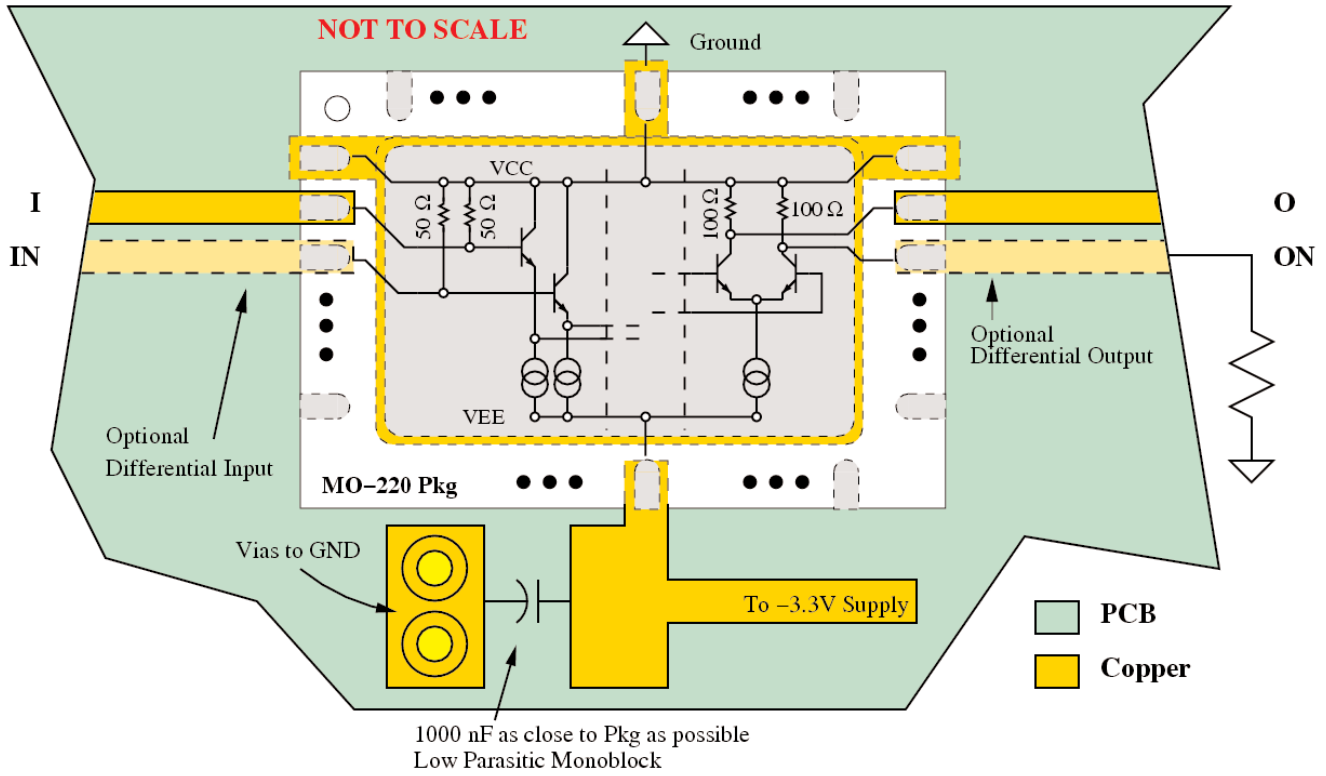 NOT TO SCALE
Ground
VCC
50 Ω
50 Ω
100 Ω
100 Ω
I
O
IN
ON
Optional
Differential Output
VEE
Optional
Differential Input
MO−220 Pkg
Vias to GND
To −3.3V Supply
PCB
Copper
1000 nF as close to Pkg as possible
Low Parasitic Monoblock